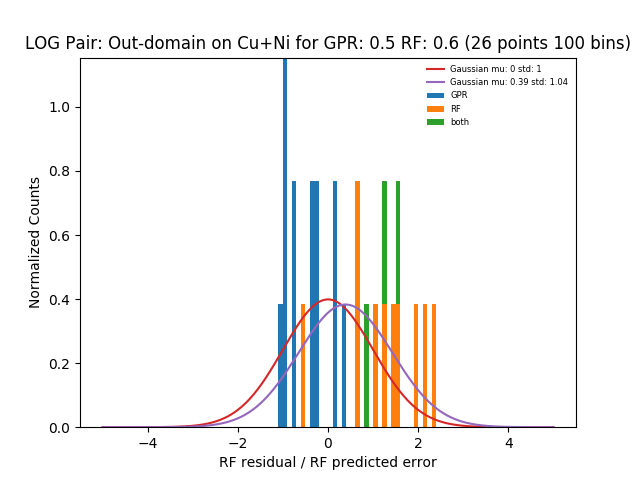 LOG Pair: Out-domain on Cu+Ni for GPR: 0.5 RF: 0.6 (26 points 100 bins)
Gaussian mu: 0 std: 1
Gaussian mu: 0.39 std: 1.04
GPR
RF
both
Normalized Counts
1.0
0.8
0.6
0.4
0.2
0.0
−4 −2 0 2 4
RF residual / RF predicted error